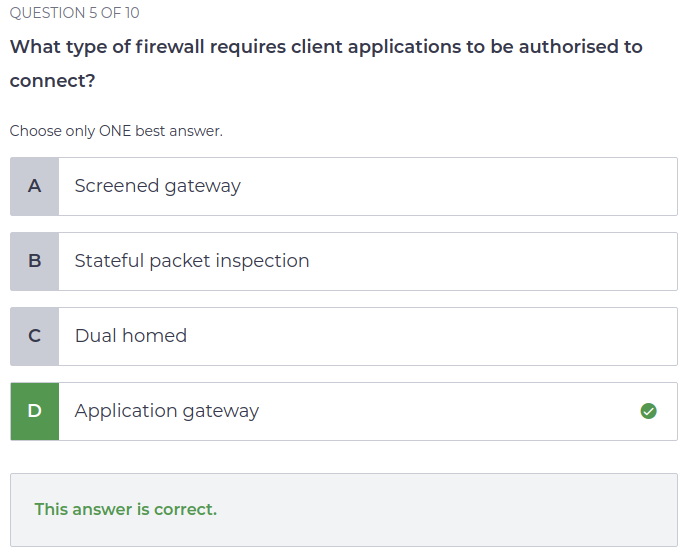 QUESTION 5 OF 10
What type of firewall requires client applications to be authorised to
connect?
Choose only ONE best answer.
A Screened gateway
B Stateful packet inspection
C Dual homed
D Application gateway
This answer is correct.